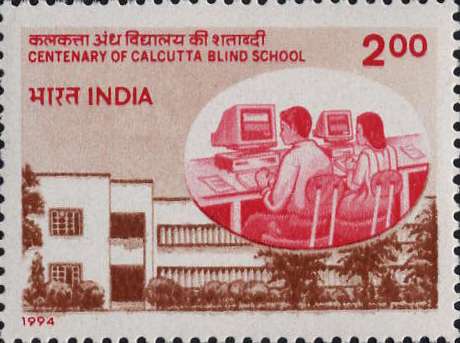 कलकत्ता अंध विद्यालय की शताब्दी
CENTENARY OF CALCUTTA BLIND SCHOOL
2.00
भारत INDIA
1994